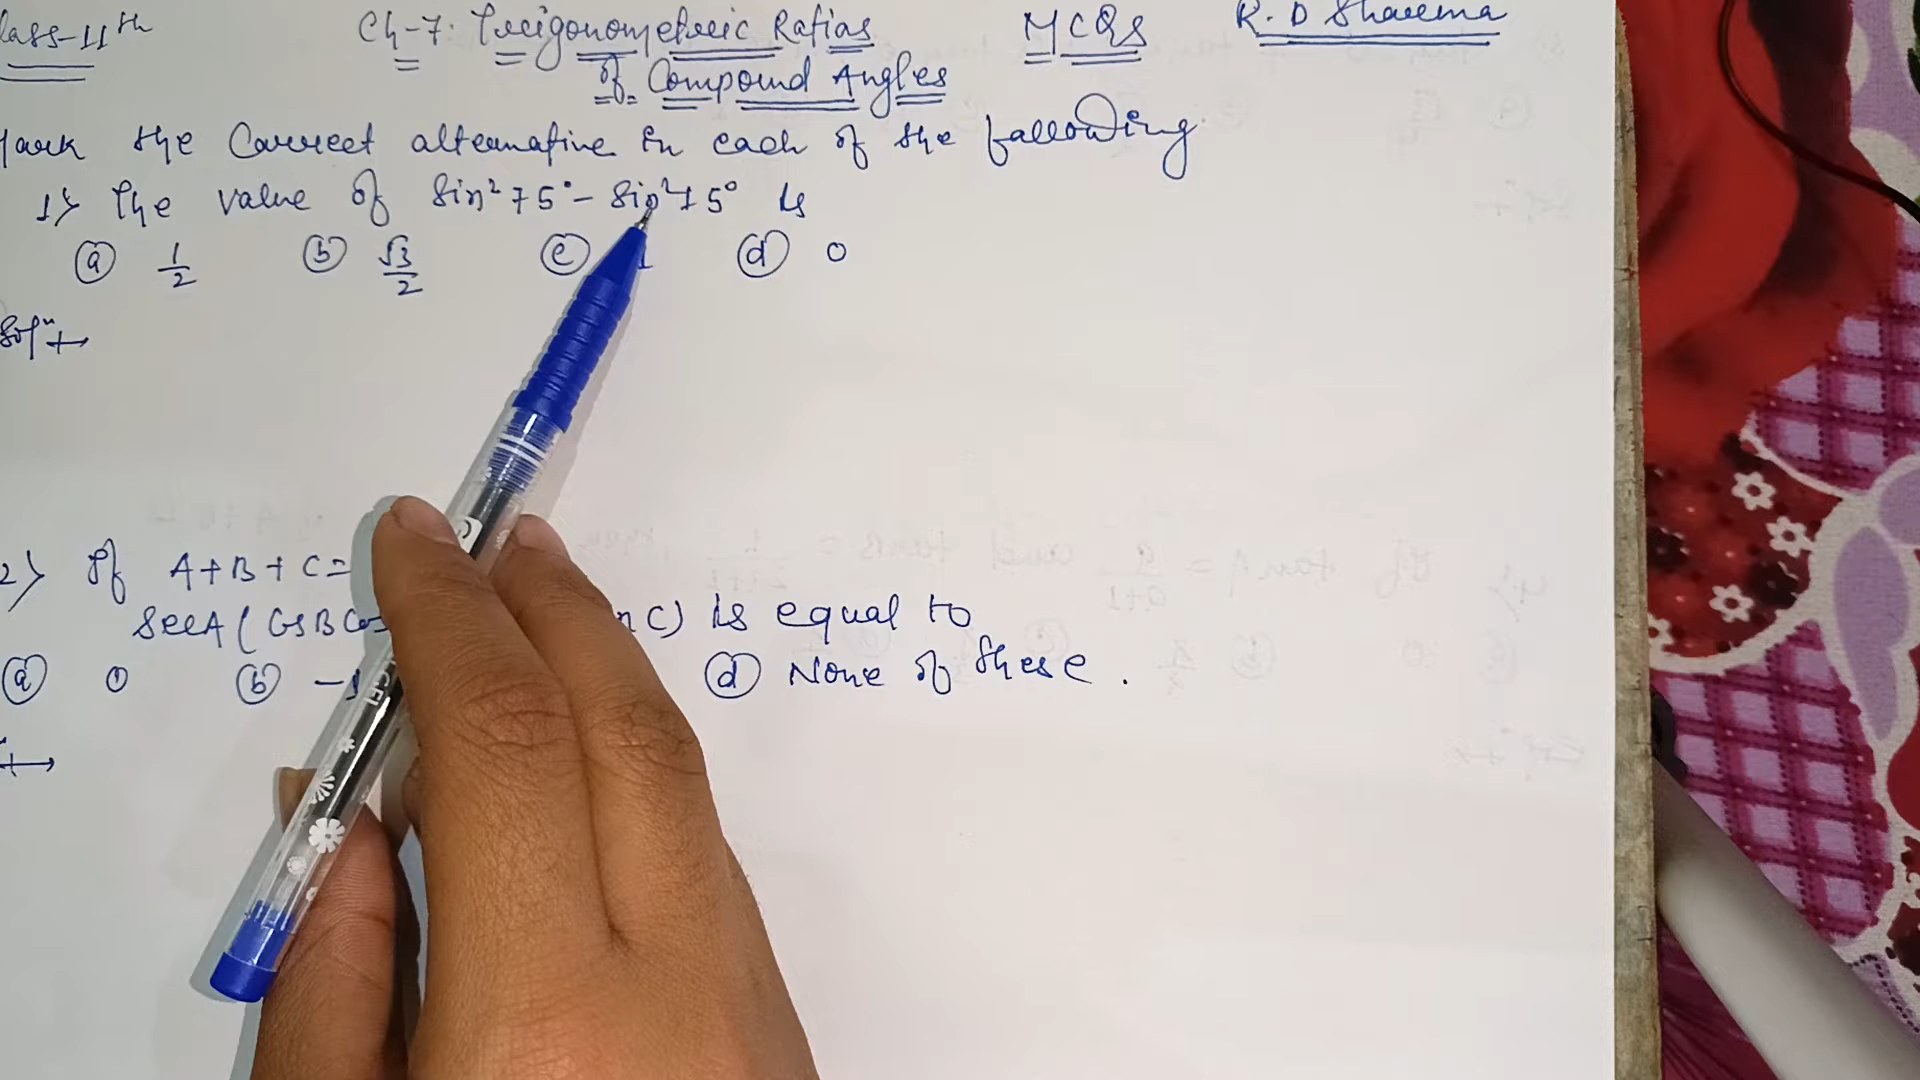 lass-11th Ch-7: Trigonometric Ratios MCQs R.D Sharma
of Compound Angles
Mark the Correct alternative in each of the following
1> The value of Sin²75° - Sin²15° is
(a) 1/2 (b) √3/2 (c) 1 (d) 0
Solⁿ
2> If A+B+C=
SecA(CosBCos n C) is equal to
(a) 0 (b) -1 (d) None of these.